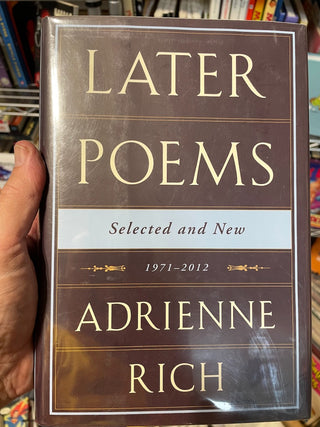 LATER
POEMS
Selected and New
1971–2012
ADRIENNE
RICH